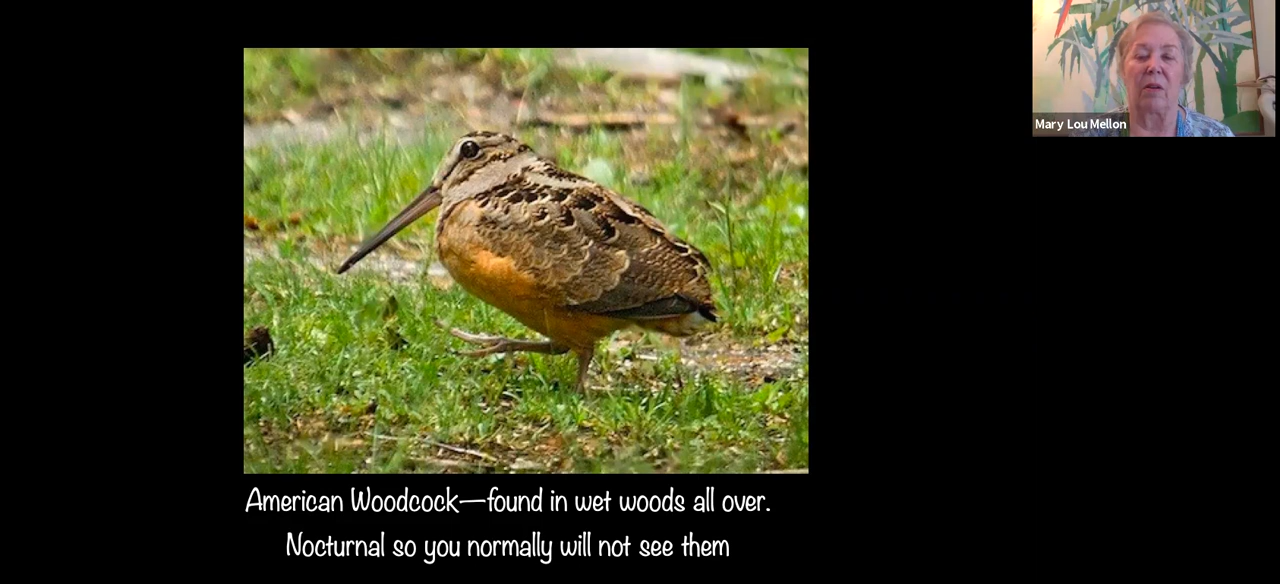 Mary Lou Mellon
American Woodcock—found in wet woods all over.
Nocturnal so you normally will not see them